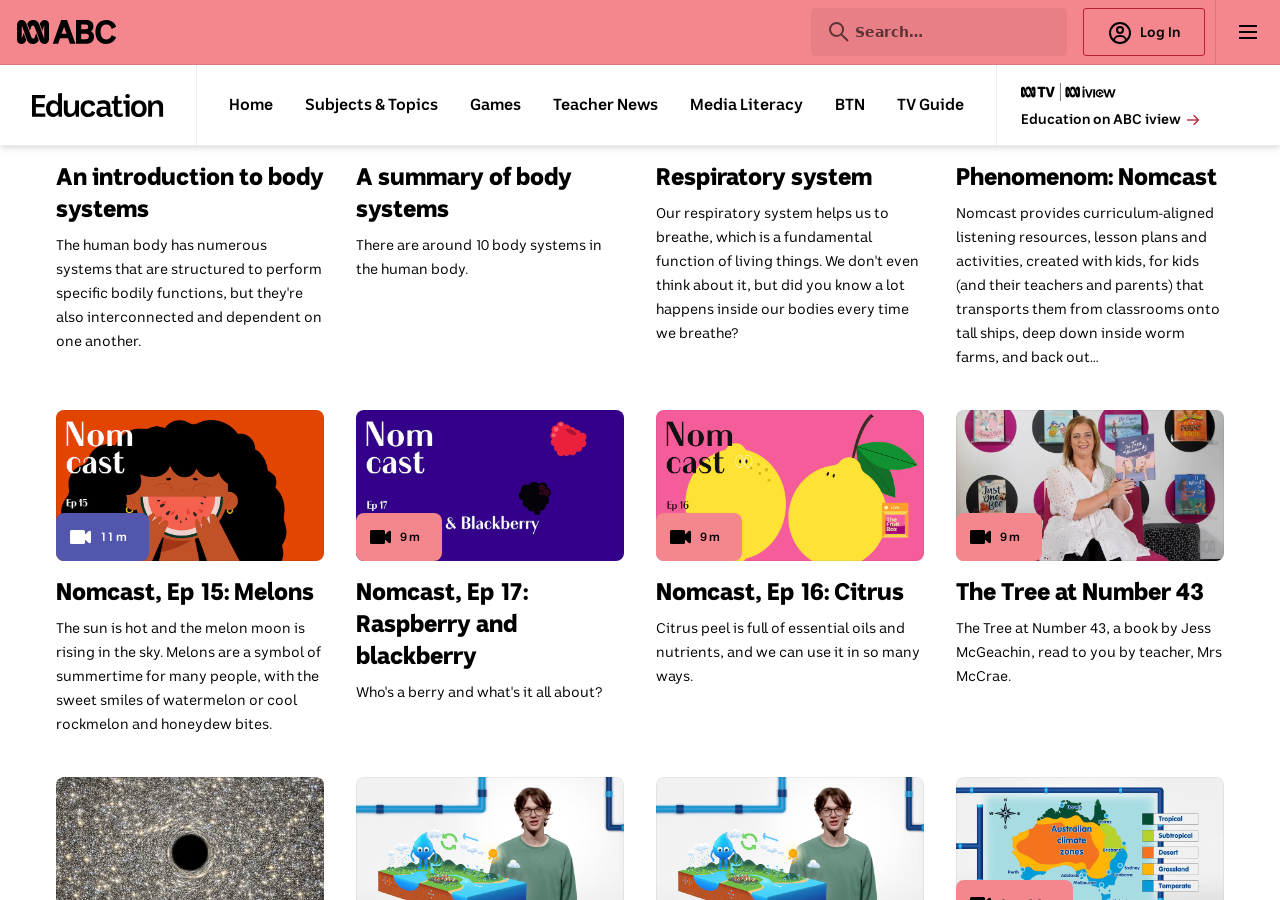 ABC
Search...
Log In
Education
Home
Subjects & Topics
Games
Teacher News
Media Literacy
BTN
TV Guide
TV
iview
Education on ABC iview
An introduction to body
systems
The human body has numerous
systems that are structured to perform
specific bodily functions, but they're
also interconnected and dependent on
one another.
A summary of body
systems
There are around 10 body systems in
the human body.
Respiratory system
Our respiratory system helps us to
breathe, which is a fundamental
function of living things. We don't even
think about it, but did you know a lot
happens inside our bodies every time
we breathe?
Phenomenom: Nomcast
Nomcast provides curriculum-aligned
listening resources, lesson plans and
activities, created with kids, for kids
(and their teachers and parents) that
transports them from classrooms onto
tall ships, deep down inside worm
farms, and back out...
Nom
cast
Ep 15
11m
Nomcast, Ep 15: Melons
The sun is hot and the melon moon is
rising in the sky. Melons are a symbol of
summertime for many people, with the
sweet smiles of watermelon or cool
rockmelon and honeydew bites.
Nom
cast
Ep 17
& Blackberry
9m
Nomcast, Ep 17:
Raspberry and
blackberry
Who's a berry and what's it all about?
Nom
cast
Ep 16
LIVE
The
Fruit
Box
9m
Nomcast, Ep 16: Citrus
Citrus peel is full of essential oils and
nutrients, and we can use it in so many
ways.
9m
The Tree at Number 43
The Tree at Number 43, a book by Jess
McGeachin, read to you by teacher, Mrs
McCrae.
Australian
climate
zones
Brisbane
Sydney
Perth
Adelaide
Tropical
Subtropical
Desert
Grassland
Temperate